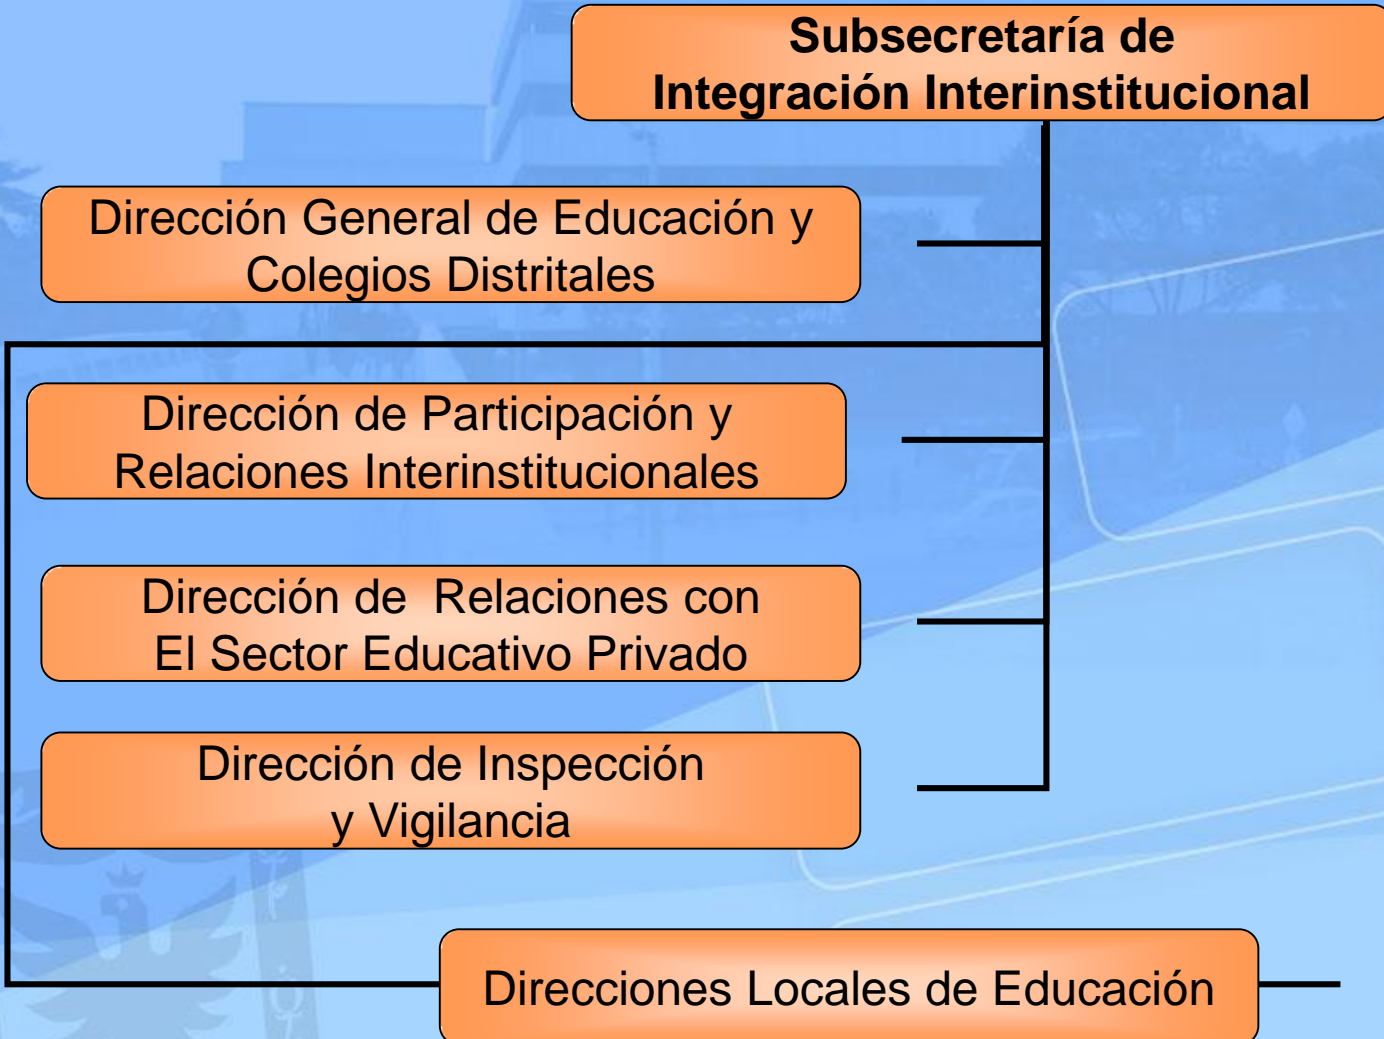 Subsecretaría de
Integración Interinstitucional
Dirección General de Educación y
Colegios Distritales
Dirección de Participación y
Relaciones Interinstitucionales
Dirección de  Relaciones con
El Sector Educativo Privado
Dirección de Inspección
y Vigilancia
Direcciones Locales de Educación